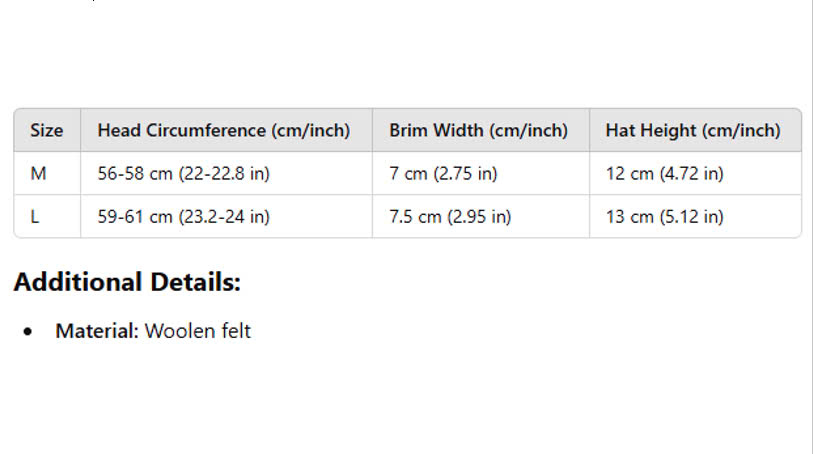 Size Head Circumference (cm/inch) Brim Width (cm/inch) Hat Height (cm/inch)
M 56-58 cm (22-22.8 in) 7 cm (2.75 in) 12 cm (4.72 in)
L 59-61 cm (23.2-24 in) 7.5 cm (2.95 in) 13 cm (5.12 in)
Additional Details:
• Material: Woolen felt